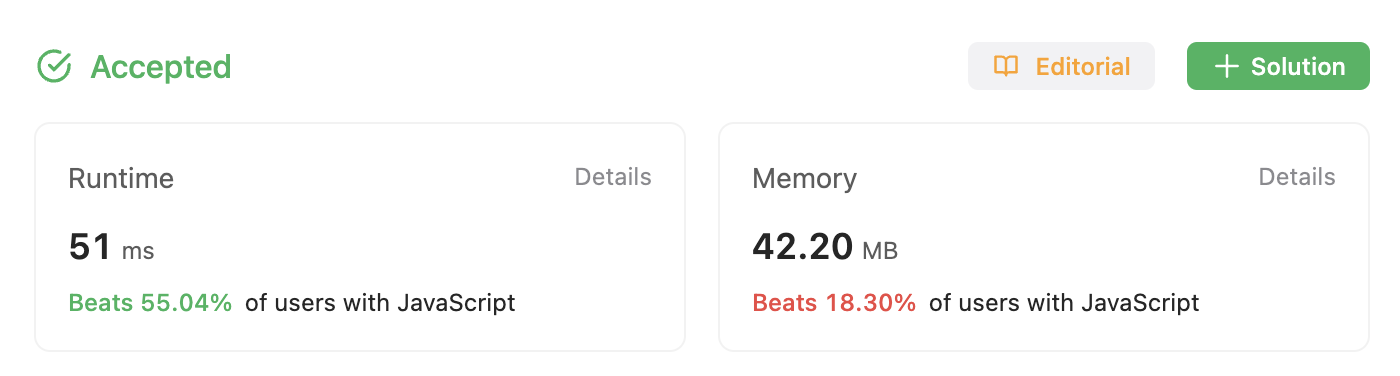 Accepted
Editorial
Solution
Runtime
Details
51 ms
Beats 55.04% of users with JavaScript
Memory
Details
42.20 MB
Beats 18.30% of users with JavaScript